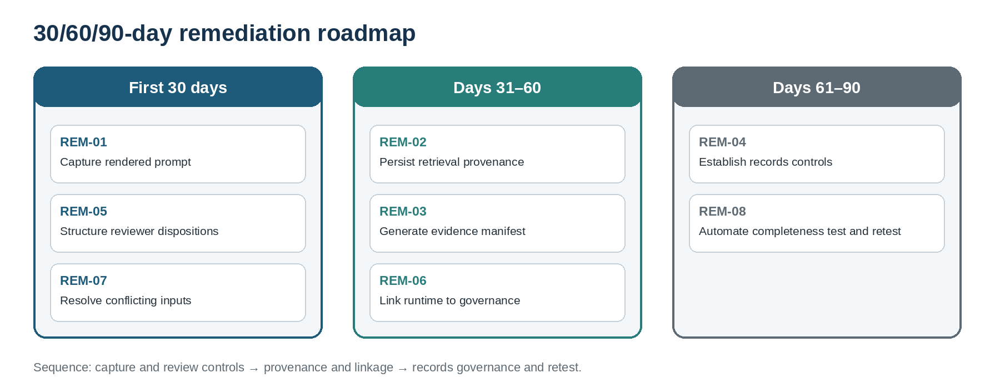 30/60/90-day remediation roadmap
First 30 days
REM-01
Capture rendered prompt
REM-05
Structure reviewer dispositions
REM-07
Resolve conflicting inputs
Days 31–60
REM-02
Persist retrieval provenance
REM-03
Generate evidence manifest
REM-06
Link runtime to governance
Days 61–90
REM-04
Establish records controls
REM-08
Automate completeness test and retest
Sequence: capture and review controls → provenance and linkage → records governance and retest.